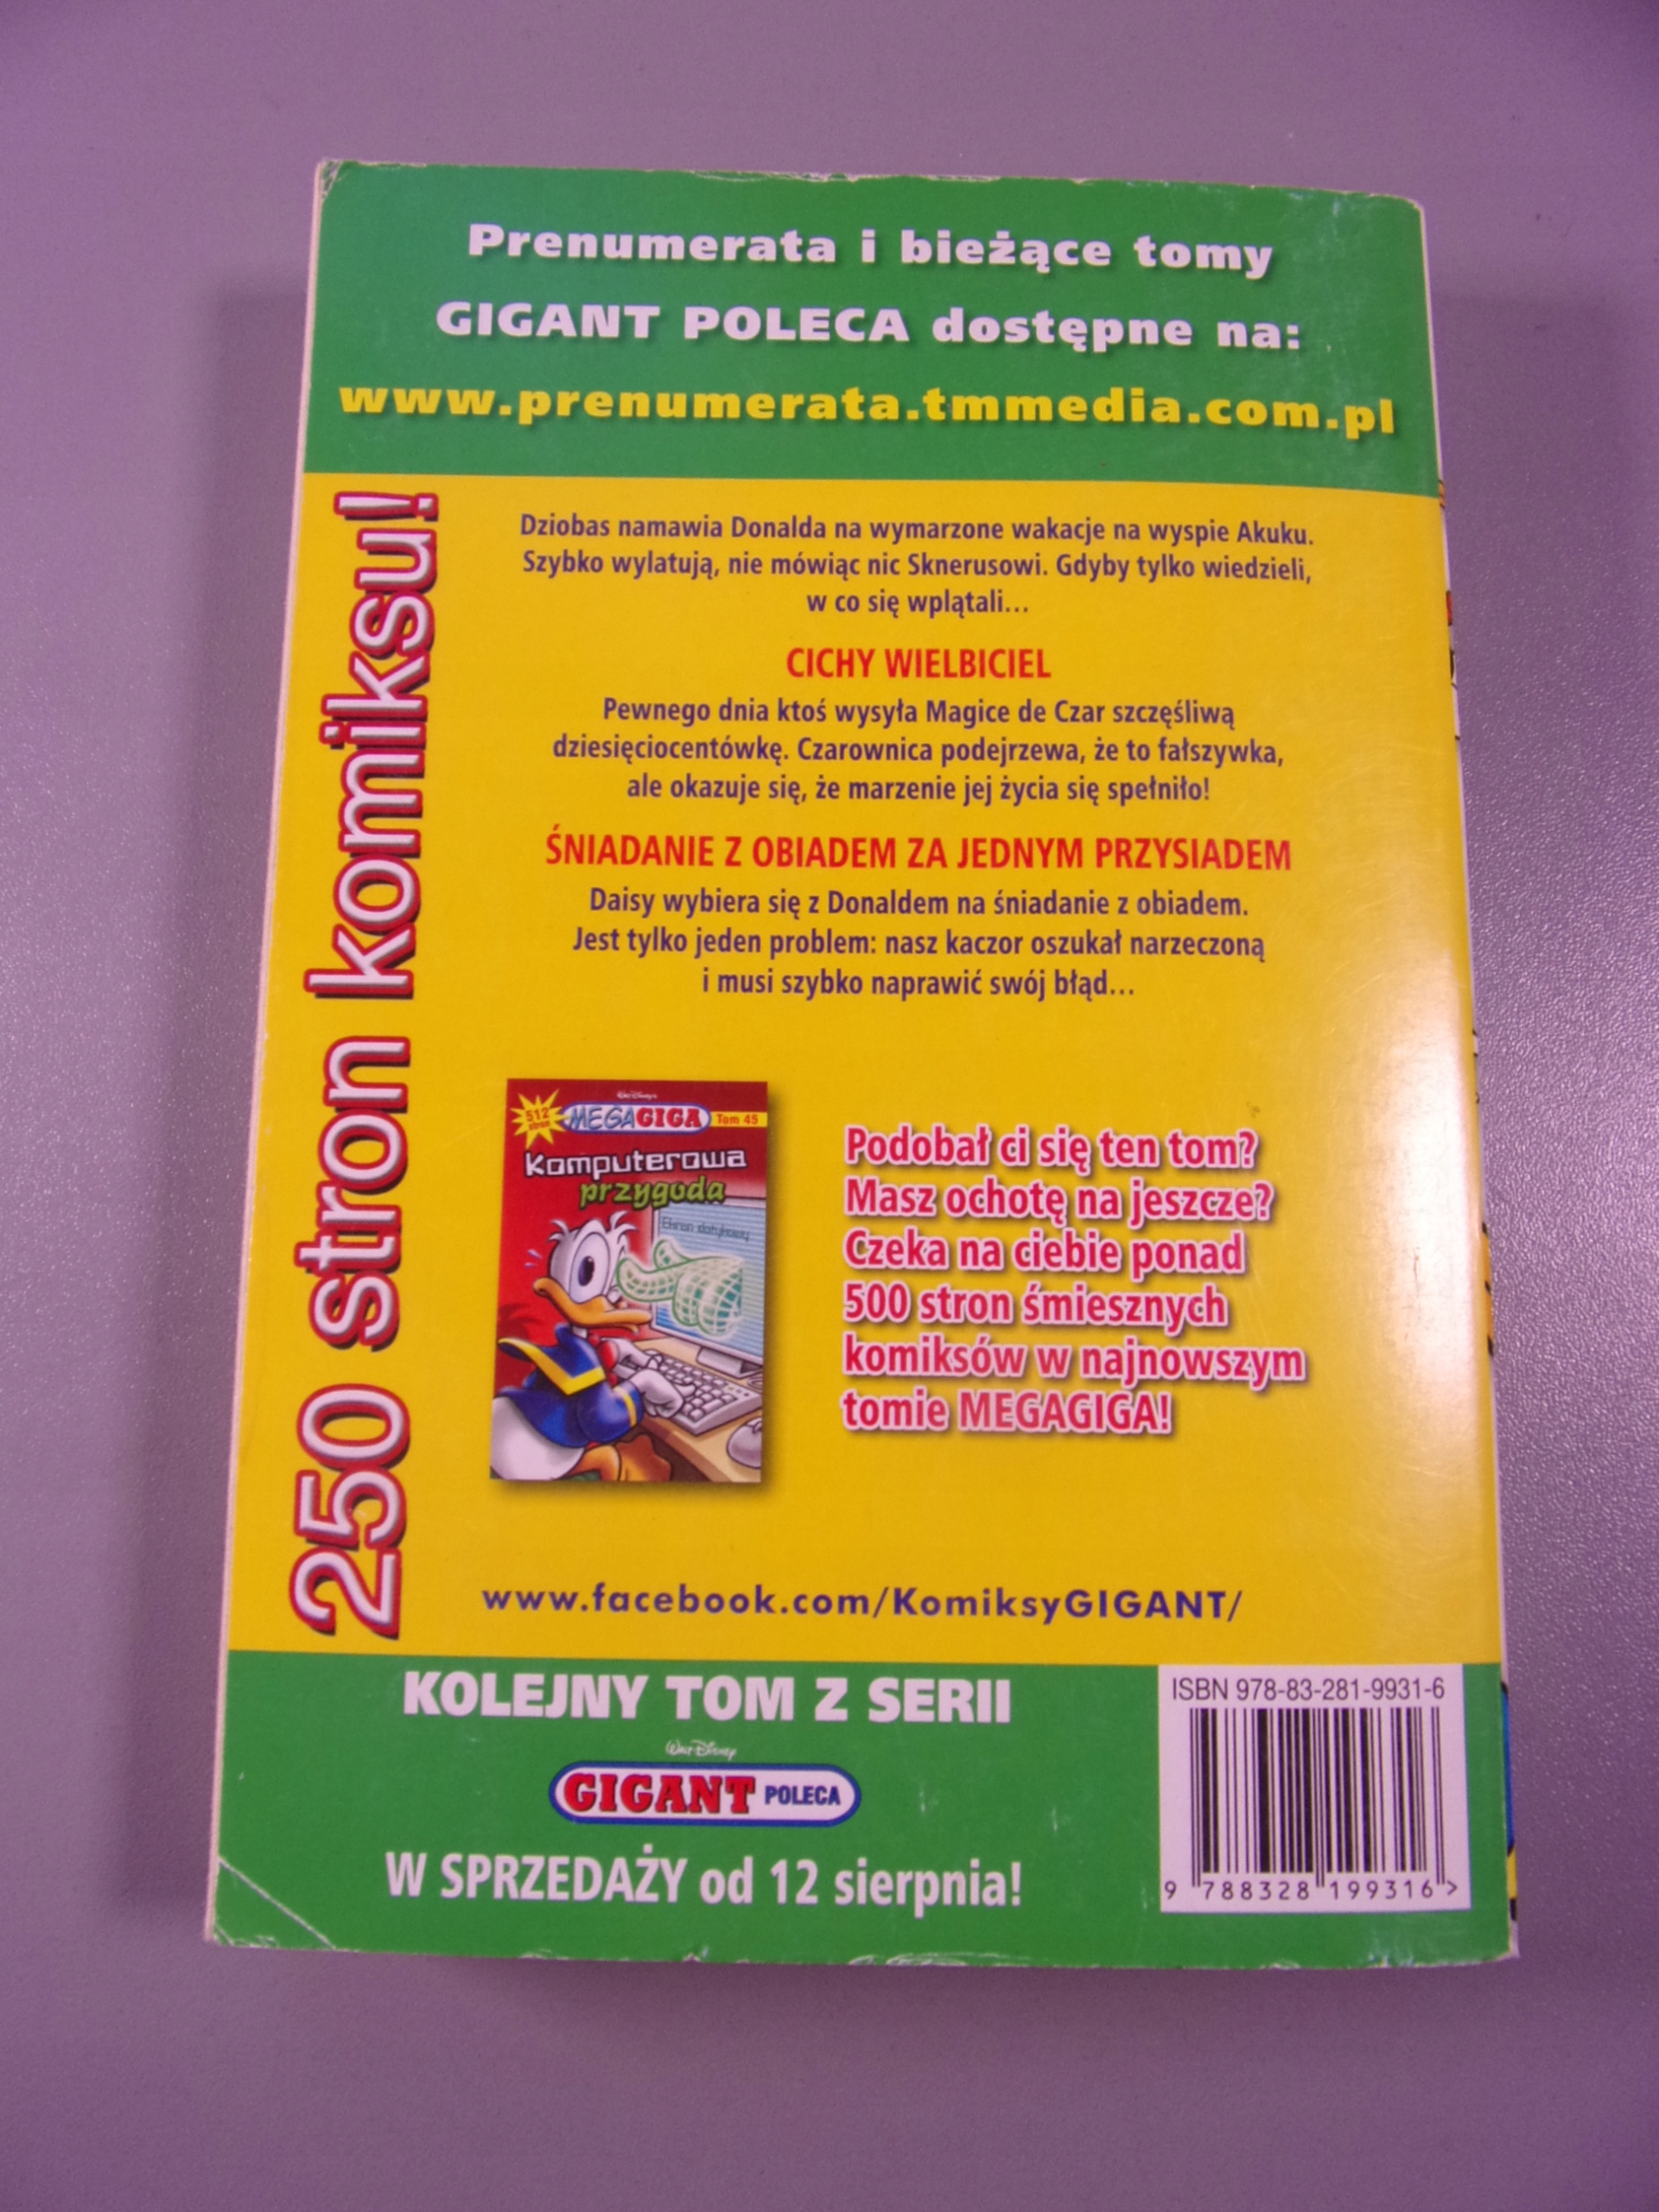 Prenumerata i bieżące tomy
GIGANT POLECA dostępne na:
www.prenumerata.tmmedia.com.pl
250 stron komiksu!
Dziobas namawia Donalda na wymarzone wakacje na wyspie Akuku.
Szybko wylatują, nie mówiąc nic Sknerusowi. Gdyby tylko wiedzieli,
w co się wplątali...
CICHY WIELBICIEL
Pewnego dnia ktoś wysyła Magice de Czar szczęśliwą
dziesięciocentówkę. Czarownica podejrzewa, że to fałszywka,
ale okazuje się, że marzenie jej życia się spełniło!
ŚNIADANIE Z OBIADEM ZA JEDNYM PRZYSIADEM
Daisy wybiera się z Donaldem na śniadanie z obiadem.
Jest tylko jeden problem: nasz kaczor oszukał narzeczoną
i musi szybko naprawić swój błąd...
Walt Disney's
512
stron
MEGAGIGA
Tom 45
Komputerowa
przygoda
Ekran dotykowy
Podobał ci się ten tom?
Masz ochotę na jeszcze?
Czeka na ciebie ponad
500 stron śmiesznych
komiksów w najnowszym
tomie MEGAGIGA!
www.facebook.com/KomiksyGIGANT/
KOLEJNY TOM Z SERII
Walt Disney
GIGANT POLECA
W SPRZEDAŻY od 12 sierpnia!
ISBN 978-83-281-9931-6
9 788328 199316 >